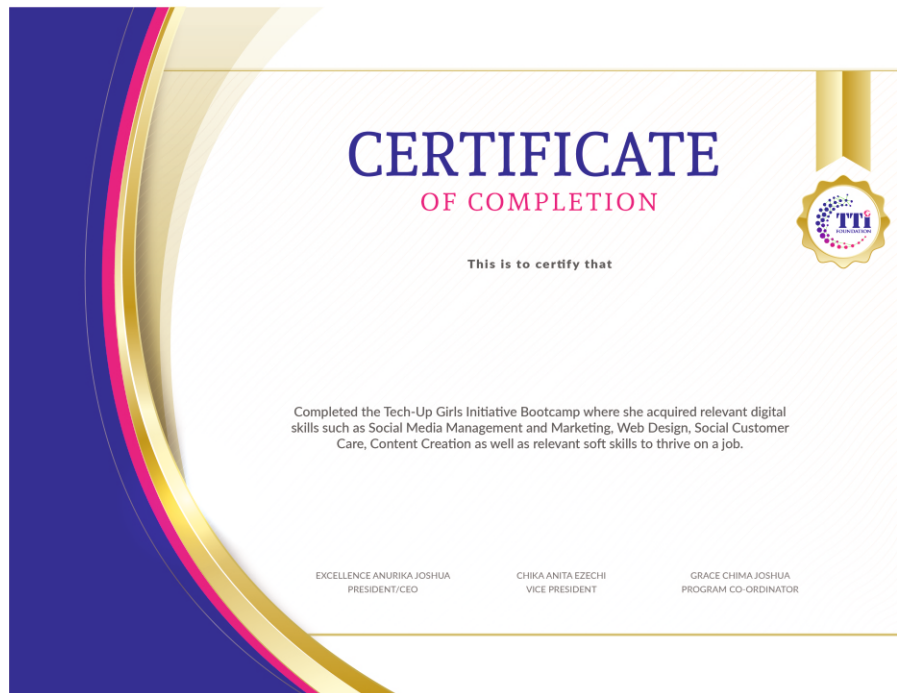 CERTIFICATE
OF COMPLETION
TTi
FOUNDATION
This is to certify that
Completed the Tech-Up Girls Initiative Bootcamp where she acquired relevant digital
skills such as Social Media Management and Marketing, Web Design, Social Customer
Care, Content Creation as well as relevant soft skills to thrive on a job.
EXCELLENCE ANURIKA JOSHUA
PRESIDENT/CEO
CHIKA ANITA EZECHI
VICE PRESIDENT
GRACE CHIMA JOSHUA
PROGRAM CO-ORDINATOR